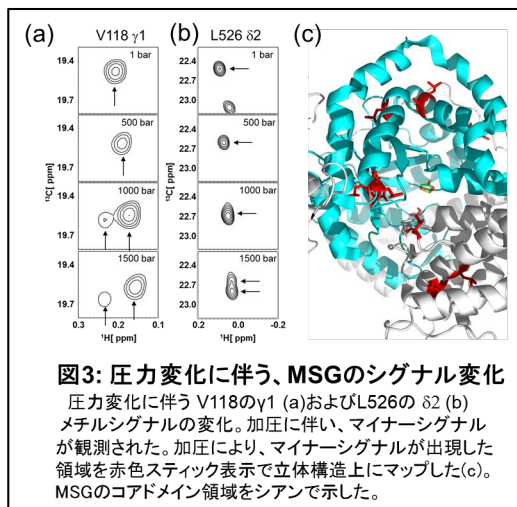 (a)
V118 γ1
(b)
L526 δ2
(c)
1 bar
19.4
19.7
500 bar
19.4
19.7
1000 bar
19.4
19.7
1500 bar
19.4
19.7
¹³C[ ppm]
0.3
0.2
0.1
¹H[ ppm]
1 bar
22.4
22.6
23.0
500 bar
22.4
22.6
23.0
1000 bar
22.4
22.7
23.0
1500 bar
22.4
22.7
23.0
¹³C[ ppm]
0.2
0.0
-0.2
¹H[ ppm]
図3: 圧力変化に伴う、MSGのシグナル変化
圧力変化に伴う V118のγ1 (a)およびL526の δ2 (b)
メチルシグナルの変化。加圧に伴い、マイナーシグナル
が観測された。加圧により、マイナーシグナルが出現した
領域を赤色スティック表示で立体構造上にマップした(c)。
MSGのコアドメイン領域をシアンで示した。